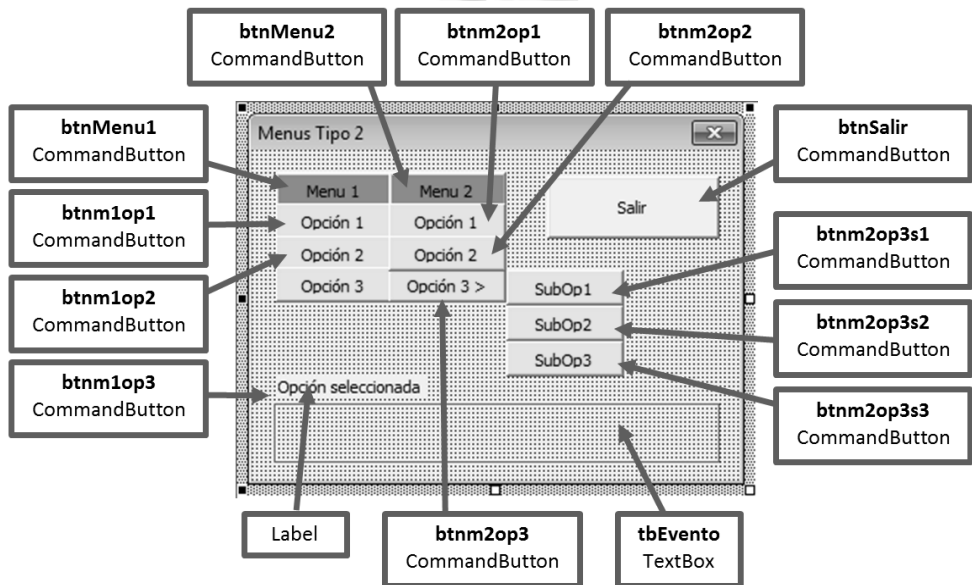 btnMenu2
CommandButton
btnm2op1
CommandButton
btnm2op2
CommandButton
btnMenu1
CommandButton
btnm1op1
CommandButton
btnm1op2
CommandButton
btnm1op3
CommandButton
Menus Tipo 2
Menu 1
Menu 2
Salir
Opción 1
Opción 1
Opción 2
Opción 2
Opción 3
Opción 3 >
SubOp1
SubOp2
SubOp3
Opción seleccionada
btnSalir
CommandButton
btnm2op3s1
CommandButton
btnm2op3s2
CommandButton
btnm2op3s3
CommandButton
Label
btnm2op3
CommandButton
tbEvento
TextBox